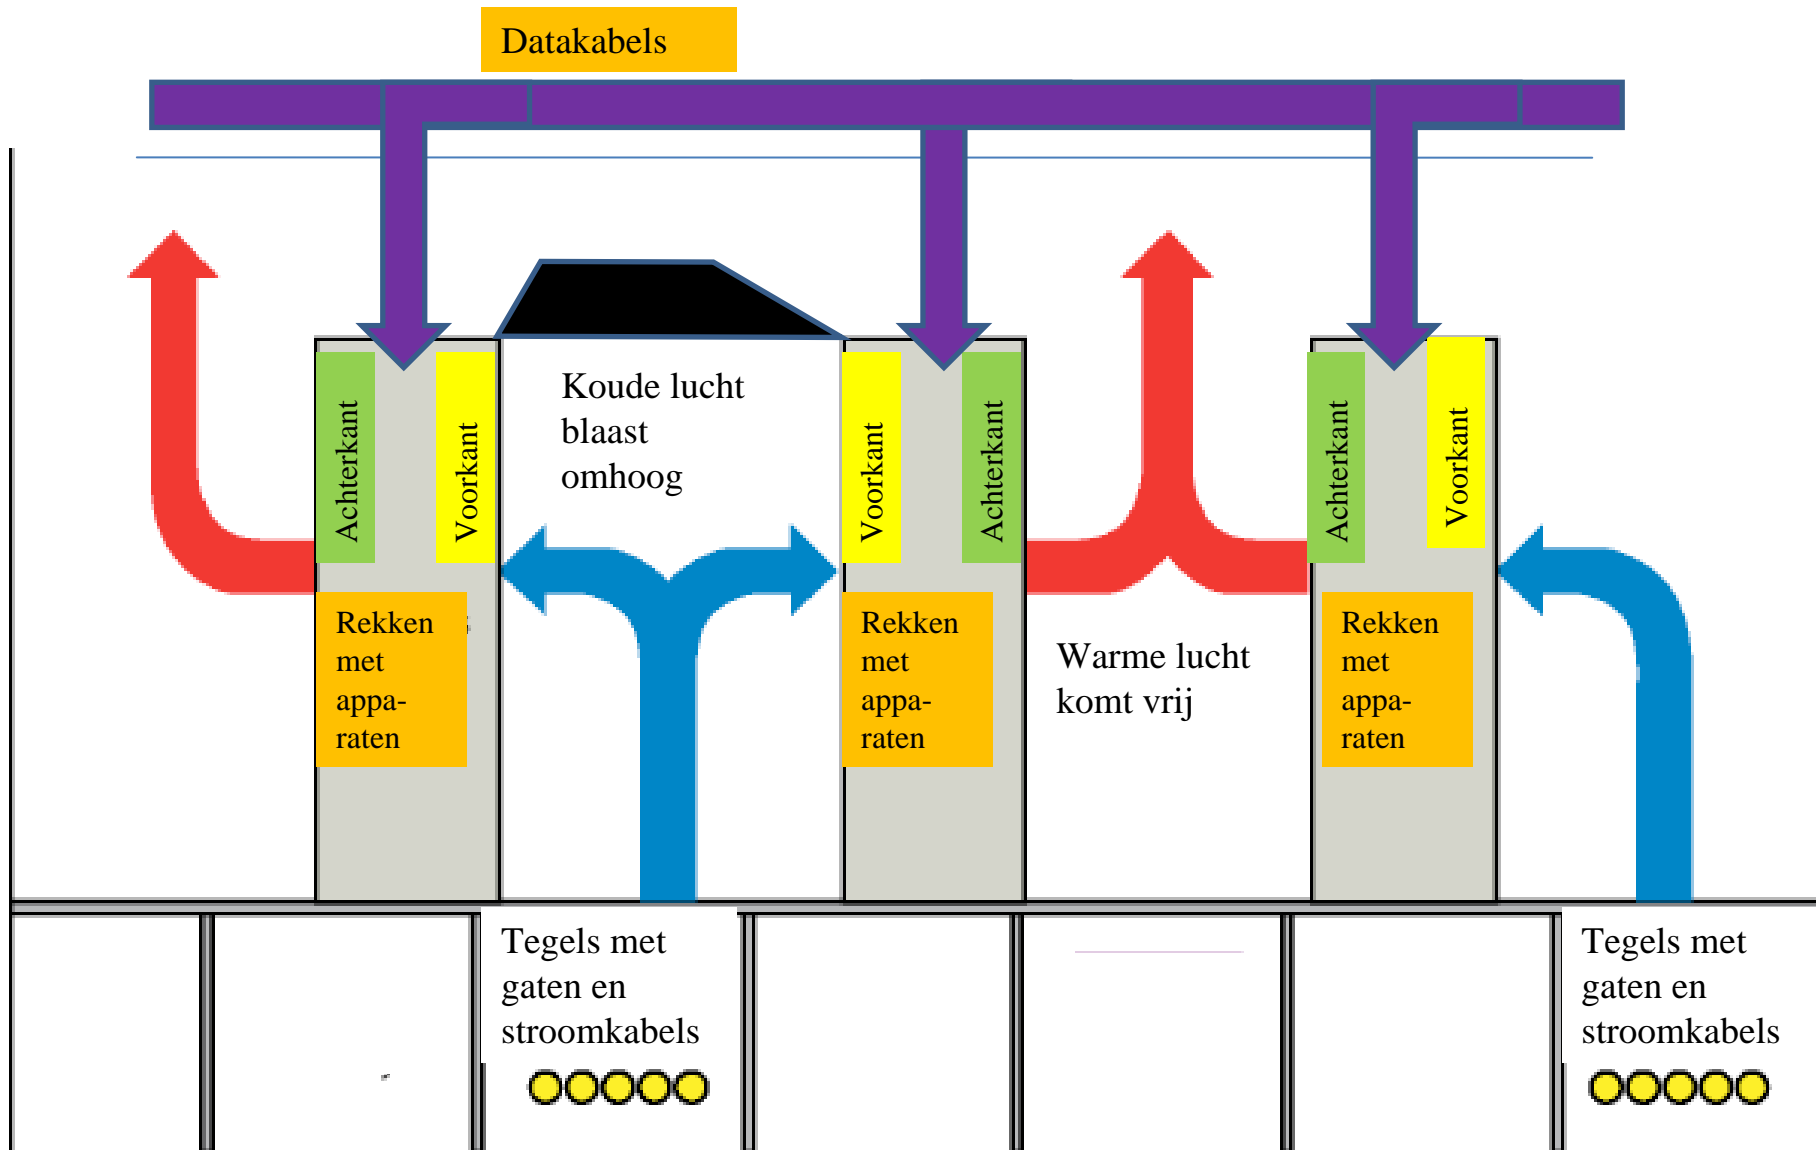 Datakabels
Achterkant
Voorkant
Koude lucht
blaast
omhoog
Voorkant
Achterkant
Achterkant
Voorkant
Rekken
met
appa-
raten
Rekken
met
appa-
raten
Warme lucht
komt vrij
Rekken
met
appa-
raten
Tegels met
gaten en
stroomkabels
Tegels met
gaten en
stroomkabels